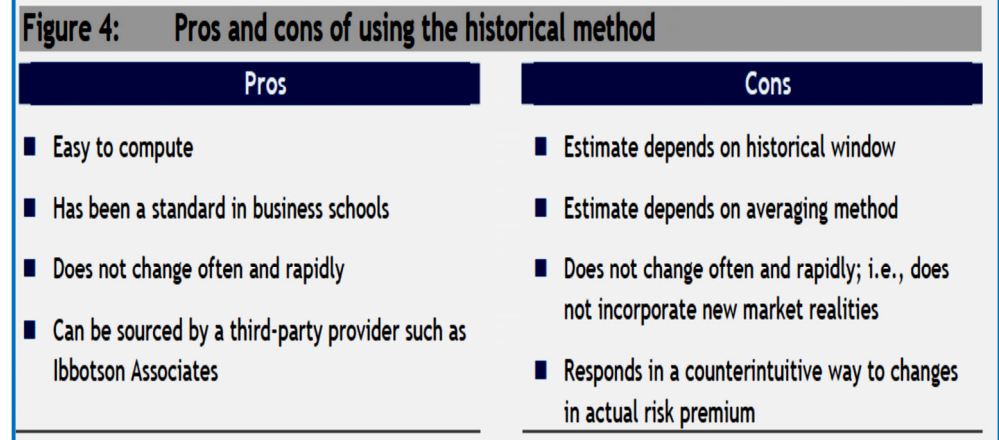 Figure 4: Pros and cons of using the historical method
Pros
Easy to compute
Has been a standard in business schools
Does not change often and rapidly
Can be sourced by a third-party provider such as
Ibbotson Associates
Cons
Estimate depends on historical window
Estimate depends on averaging method
Does not change often and rapidly; i.e., does
not incorporate new market realities
Responds in a counterintuitive way to changes
in actual risk premium